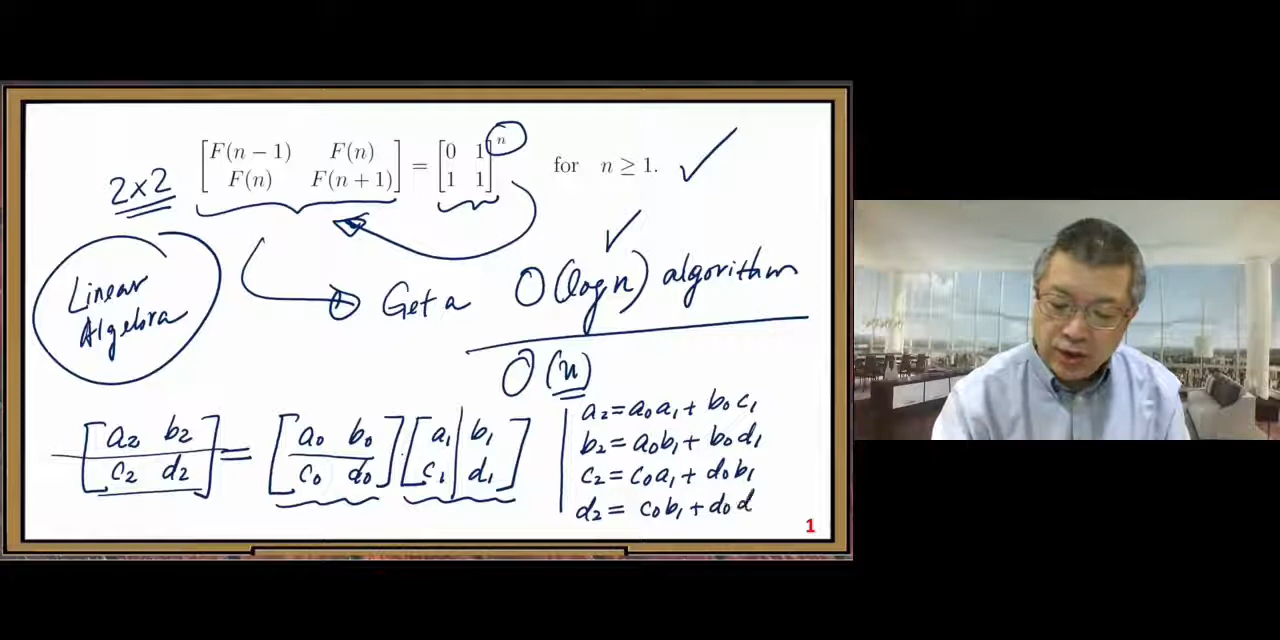 [F(n − 1) F(n)] = [0 1]^n for n ≥ 1.
[F(n) F(n + 1)] [1 1]
2x2
Linear
Algebra
Get a O(log n) algorithm
O(n)
[a2 b2] = [a0 b0] [a1 b1]
[c2 d2] [c0 d0] [c1 d1]
a2 = a0a1 + b0c1
b2 = a0b1 + b0d1
c2 = c0a1 + d0b1
d2 = c0b1 + d0d
1